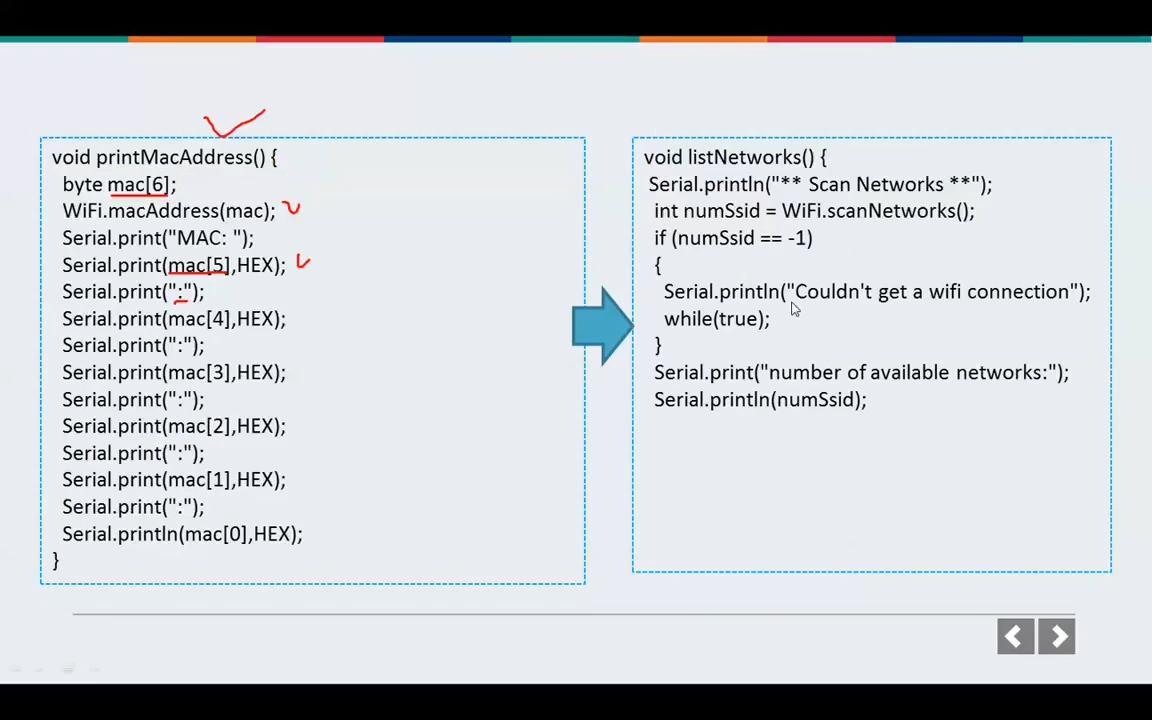 void printMacAddress() {
byte mac[6];
WiFi.macAddress(mac);
Serial.print("MAC: ");
Serial.print(mac[5],HEX);
Serial.print(":");
Serial.print(mac[4],HEX);
Serial.print(":");
Serial.print(mac[3],HEX);
Serial.print(":");
Serial.print(mac[2],HEX);
Serial.print(":");
Serial.print(mac[1],HEX);
Serial.print(":");
Serial.println(mac[0],HEX);
}
void listNetworks() {
Serial.println("** Scan Networks **");
int numSsid = WiFi.scanNetworks();
if (numSsid == -1)
{
Serial.println("Couldn't get a wifi connection");
while(true);
}
Serial.print("number of available networks:");
Serial.println(numSsid);